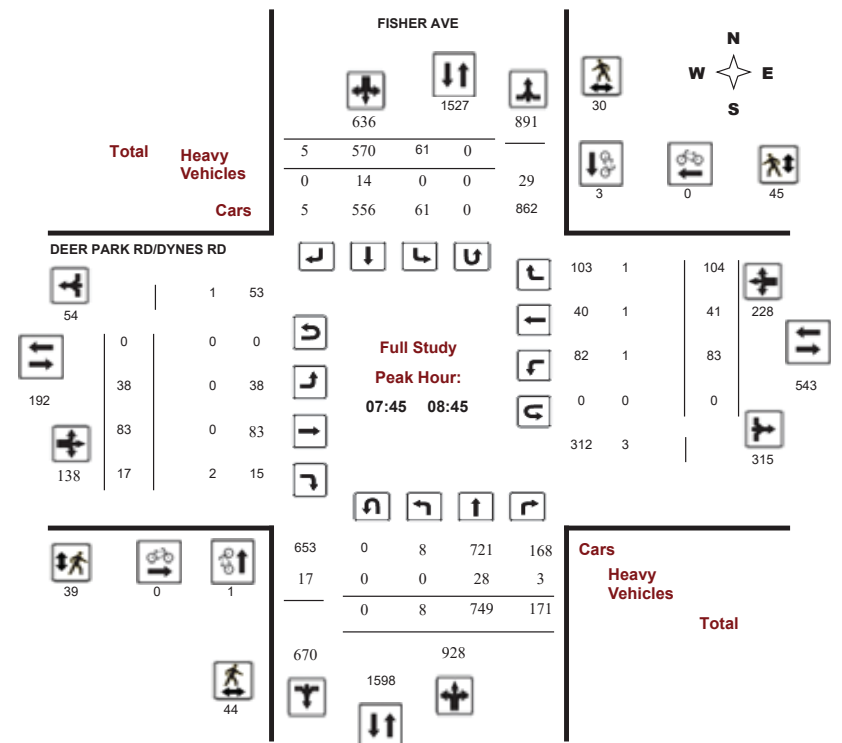 FISHER AVE
N
W E
S
1527
30
636
891
Total
Heavy
Vehicles
5 570 61 0
0 14 0 0 29
Cars
5 556 61 0 862
3 0 45
DEER PARK RD/DYNES RD
54
1 53
103 1 104
228
40 1 41
0 0 0
Full Study
Peak Hour:
07:45 08:45
82 1 83
543
192
38 0 38
0 0 0
83 0 83
138
17 2 15
312 3
315
39 0 1
653 0 8 721 168
17 0 0 28 3
0 8 749 171
Cars
Heavy
Vehicles
Total
670
928
1598
44